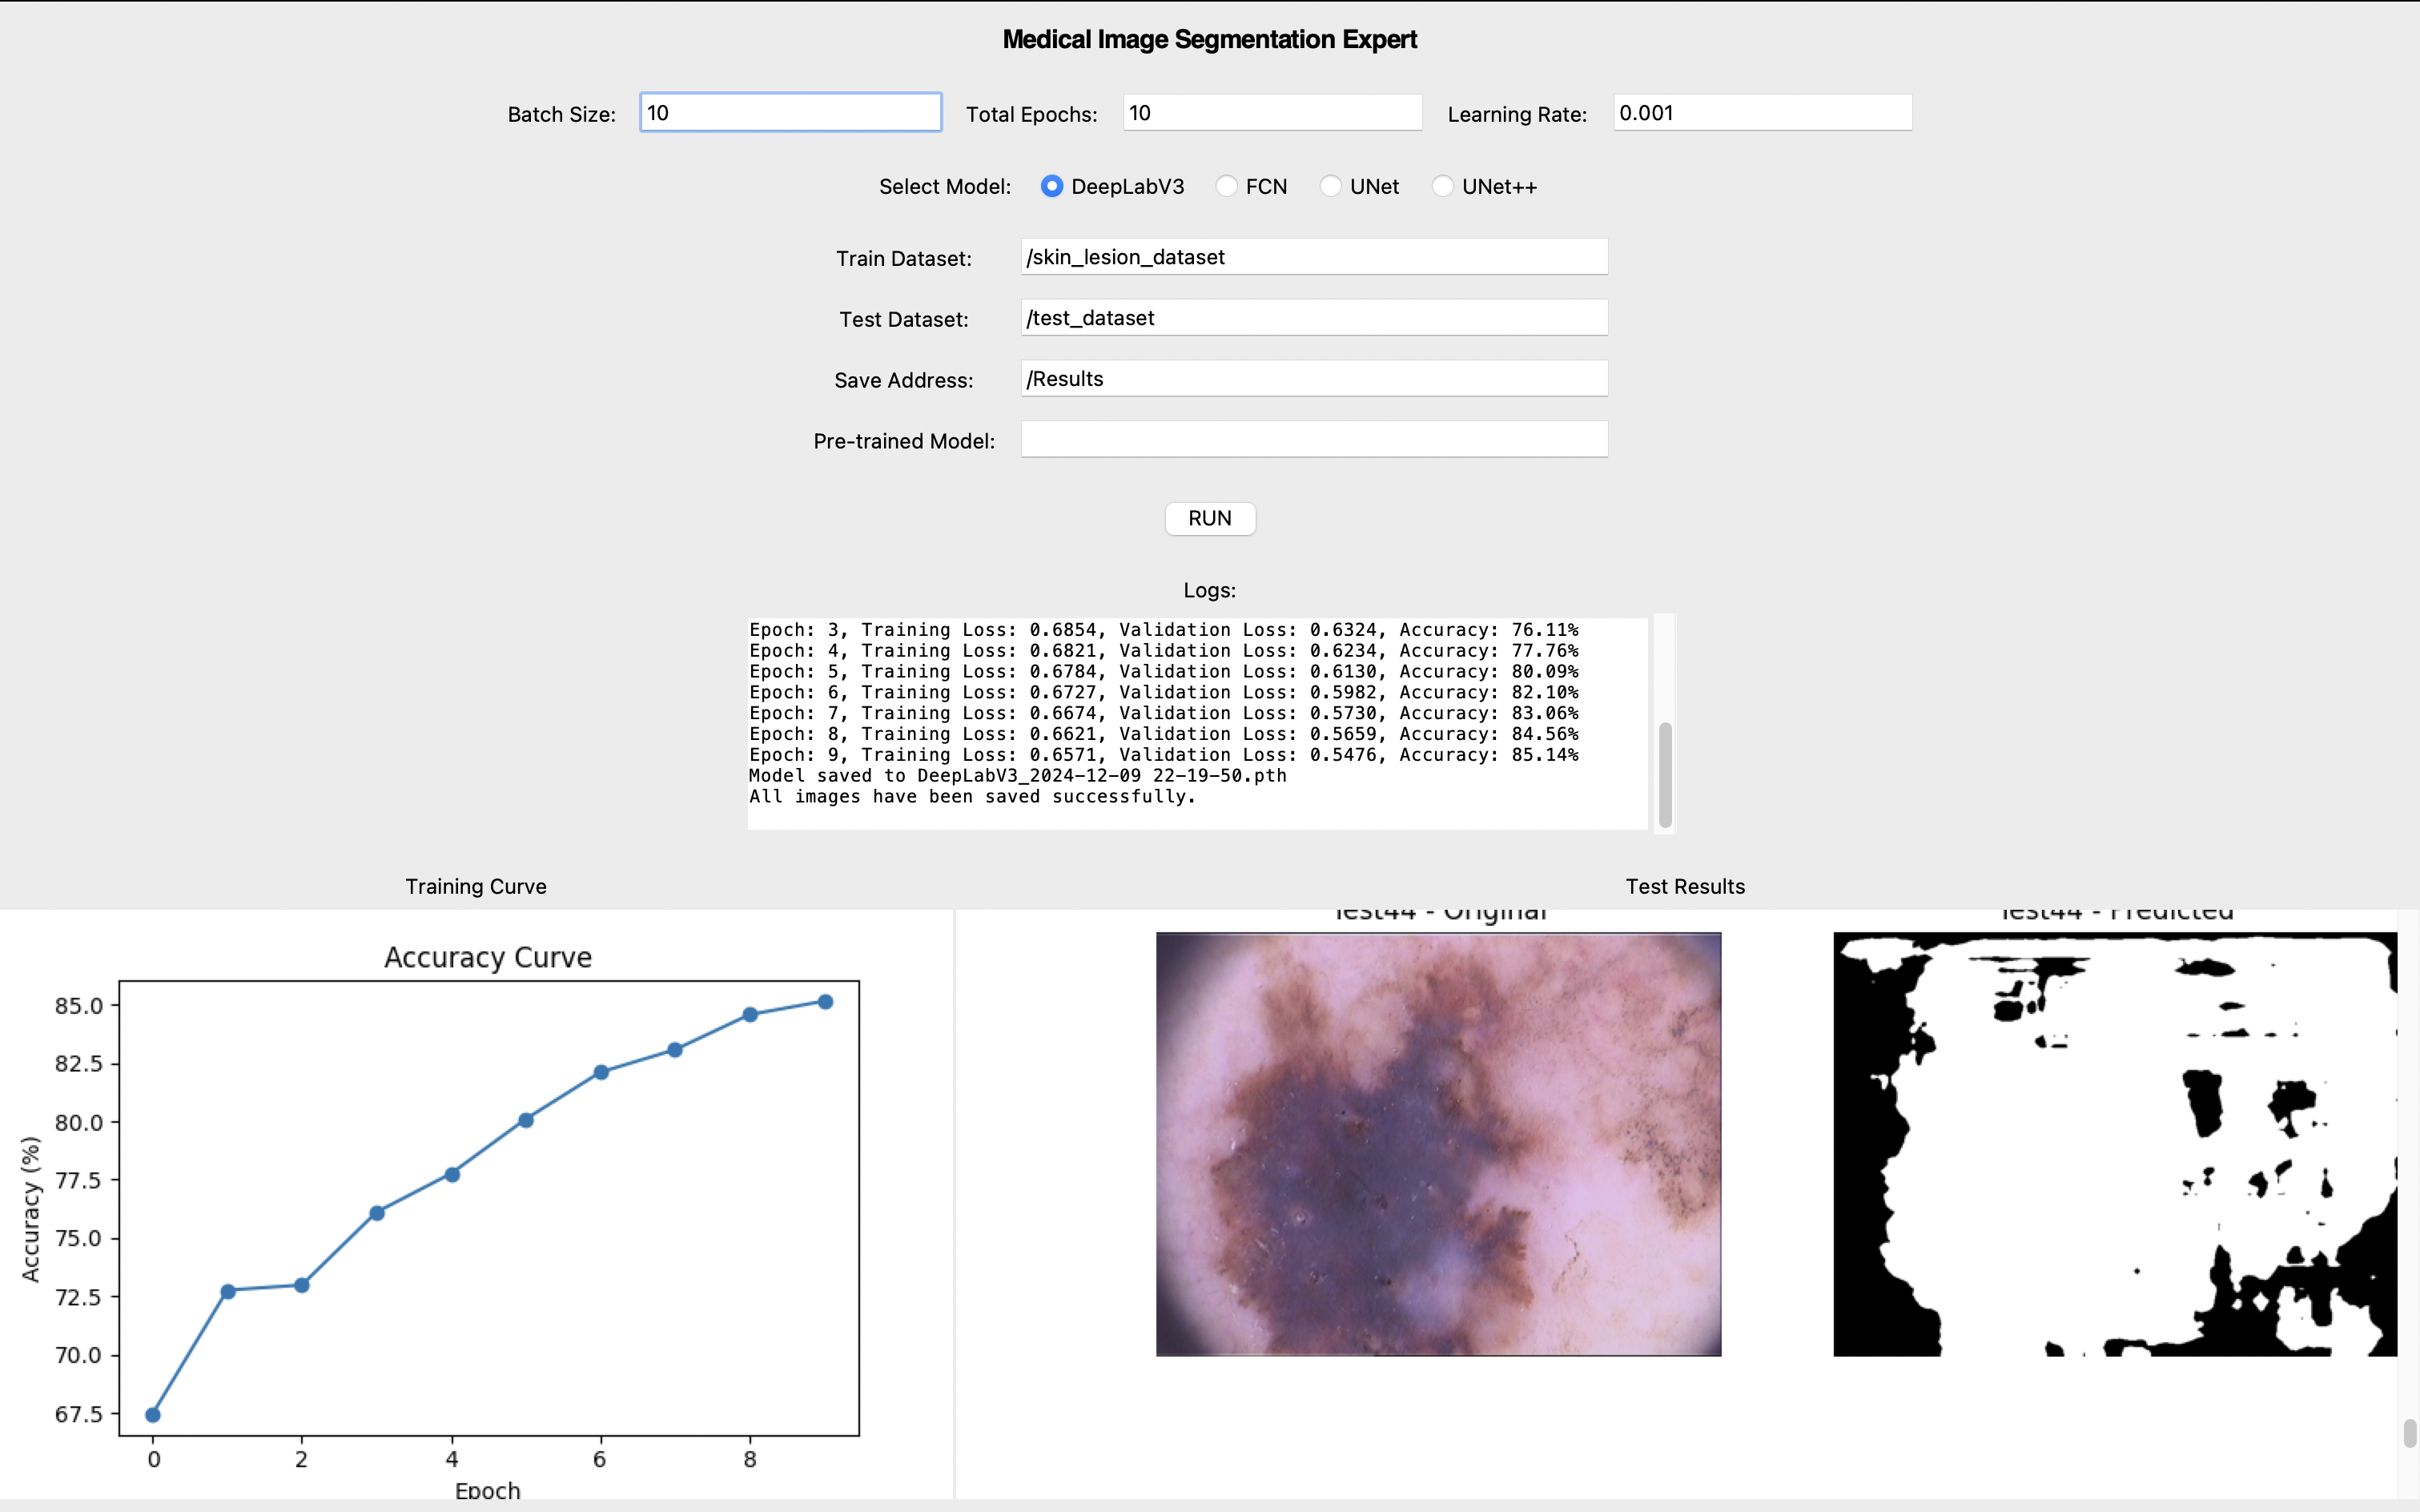 Medical Image Segmentation Expert
Batch Size: 10 Total Epochs: 10 Learning Rate: 0.001
Select Model: DeepLabV3 FCN UNet UNet++
Train Dataset: /skin_lesion_dataset
Test Dataset: /test_dataset
Save Address: /Results
Pre-trained Model:
RUN
Logs:
Epoch: 3, Training Loss: 0.6854, Validation Loss: 0.6324, Accuracy: 76.11%
Epoch: 4, Training Loss: 0.6821, Validation Loss: 0.6234, Accuracy: 77.76%
Epoch: 5, Training Loss: 0.6784, Validation Loss: 0.6130, Accuracy: 80.09%
Epoch: 6, Training Loss: 0.6727, Validation Loss: 0.5982, Accuracy: 82.10%
Epoch: 7, Training Loss: 0.6674, Validation Loss: 0.5730, Accuracy: 83.06%
Epoch: 8, Training Loss: 0.6621, Validation Loss: 0.5659, Accuracy: 84.56%
Epoch: 9, Training Loss: 0.6571, Validation Loss: 0.5476, Accuracy: 85.14%
Model saved to DeepLabV3_2024-12-09 22-19-50.pth
All images have been saved successfully.
Training Curve
Accuracy Curve
Accuracy (%)
85.0
82.5
80.0
77.5
75.0
72.5
70.0
67.5
0 2 4 6 8
Epoch
Test Results
Test44 - Original
Test44 - Predicted